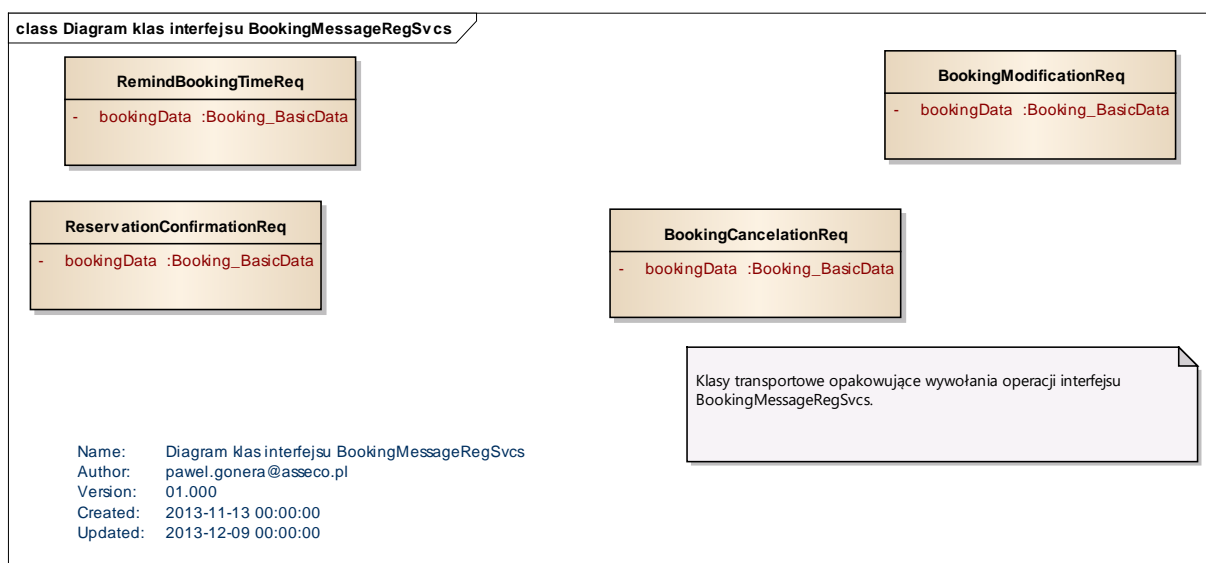 class Diagram klas interfejsu BookingMessageRegSvcs
RemindBookingTimeReq
- bookingData :Booking_BasicData
BookingModificationReq
- bookingData :Booking_BasicData
ReservationConfirmationReq
- bookingData :Booking_BasicData
BookingCancelationReq
- bookingData :Booking_BasicData
Klasy transportowe opakowujące wywołania operacji interfejsu
BookingMessageRegSvcs.
Name: Diagram klas interfejsu BookingMessageRegSvcs
Author: pawel.gonera@asseco.pl
Version: 01.000
Created: 2013-11-13 00:00:00
Updated: 2013-12-09 00:00:00